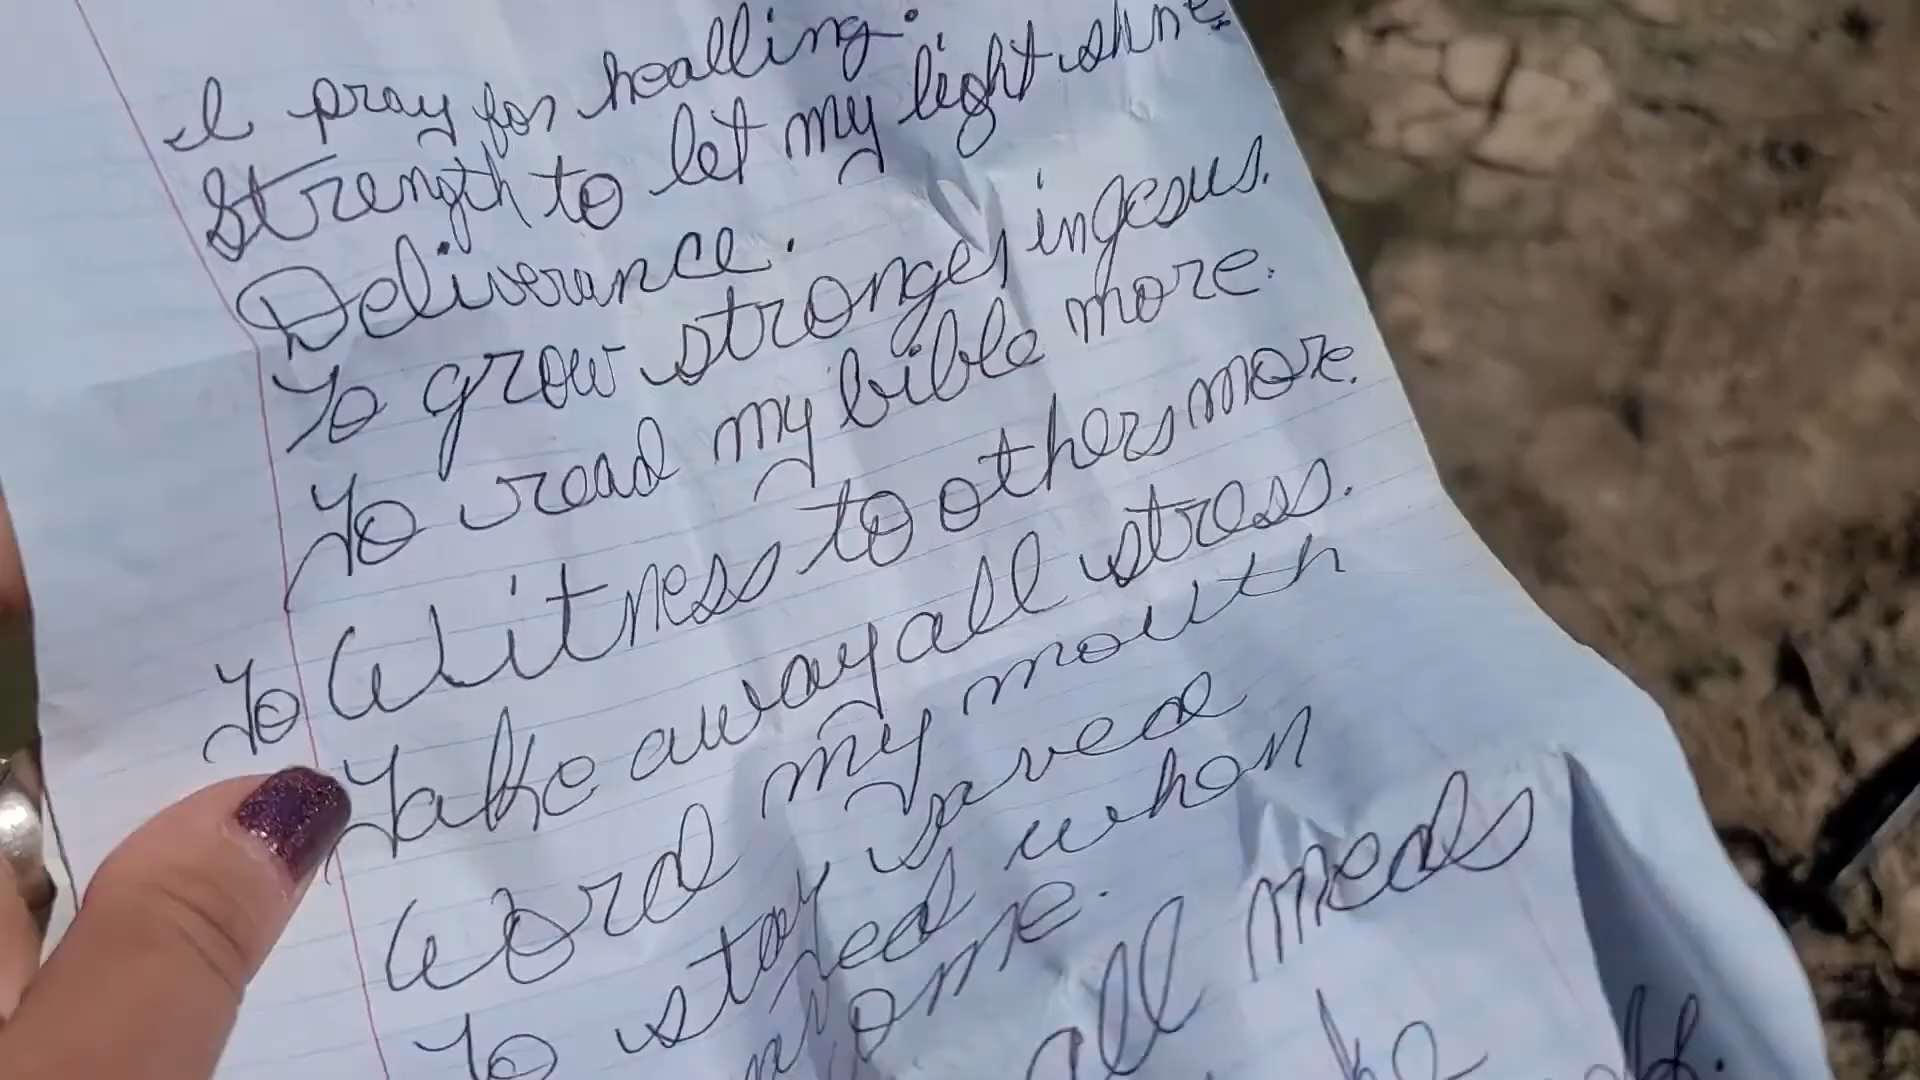 I pray for healling.
Strength to let my light shine.
Deliverance.
To grow stronger in Jesus.
To read my bible more.
To Witness to others more.
Take away all stress.
Word my mouth
To stay saved
when
home.
all meds